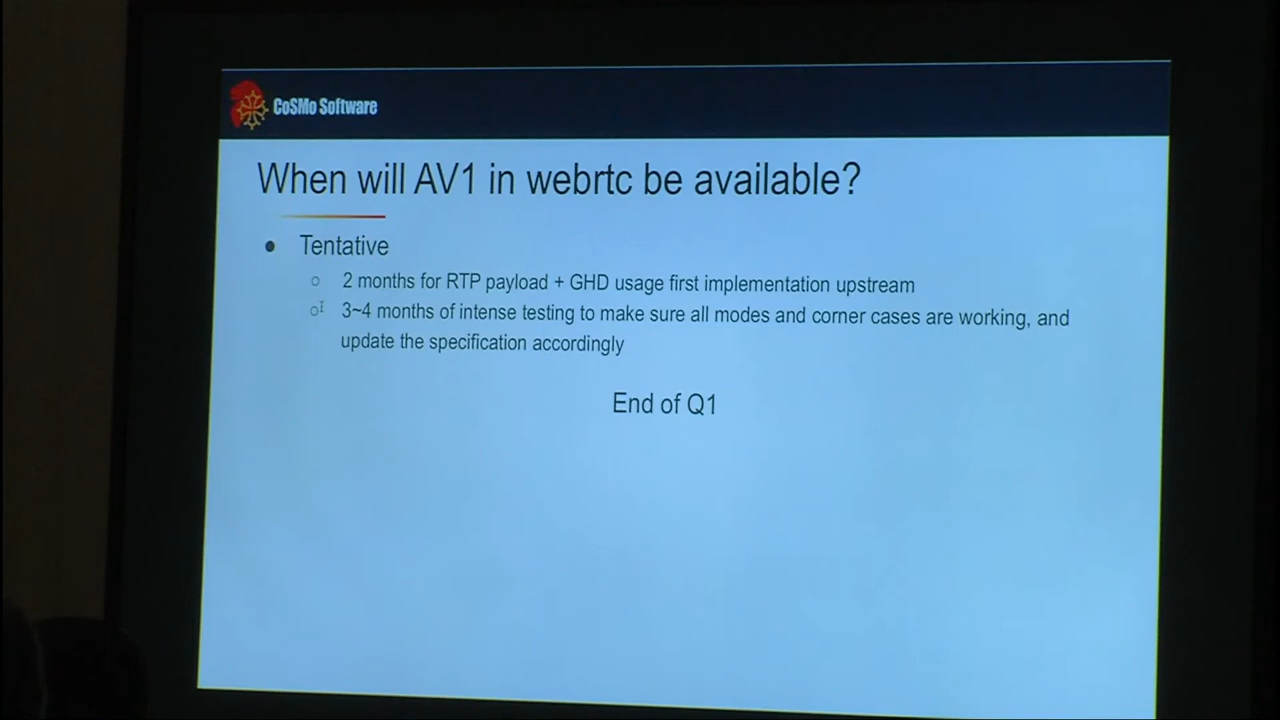 CoSMo Software
When will AV1 in webrtc be available?
● Tentative
○ 2 months for RTP payload + GHD usage first implementation upstream
○ 3~4 months of intense testing to make sure all modes and corner cases are working, and
update the specification accordingly
End of Q1